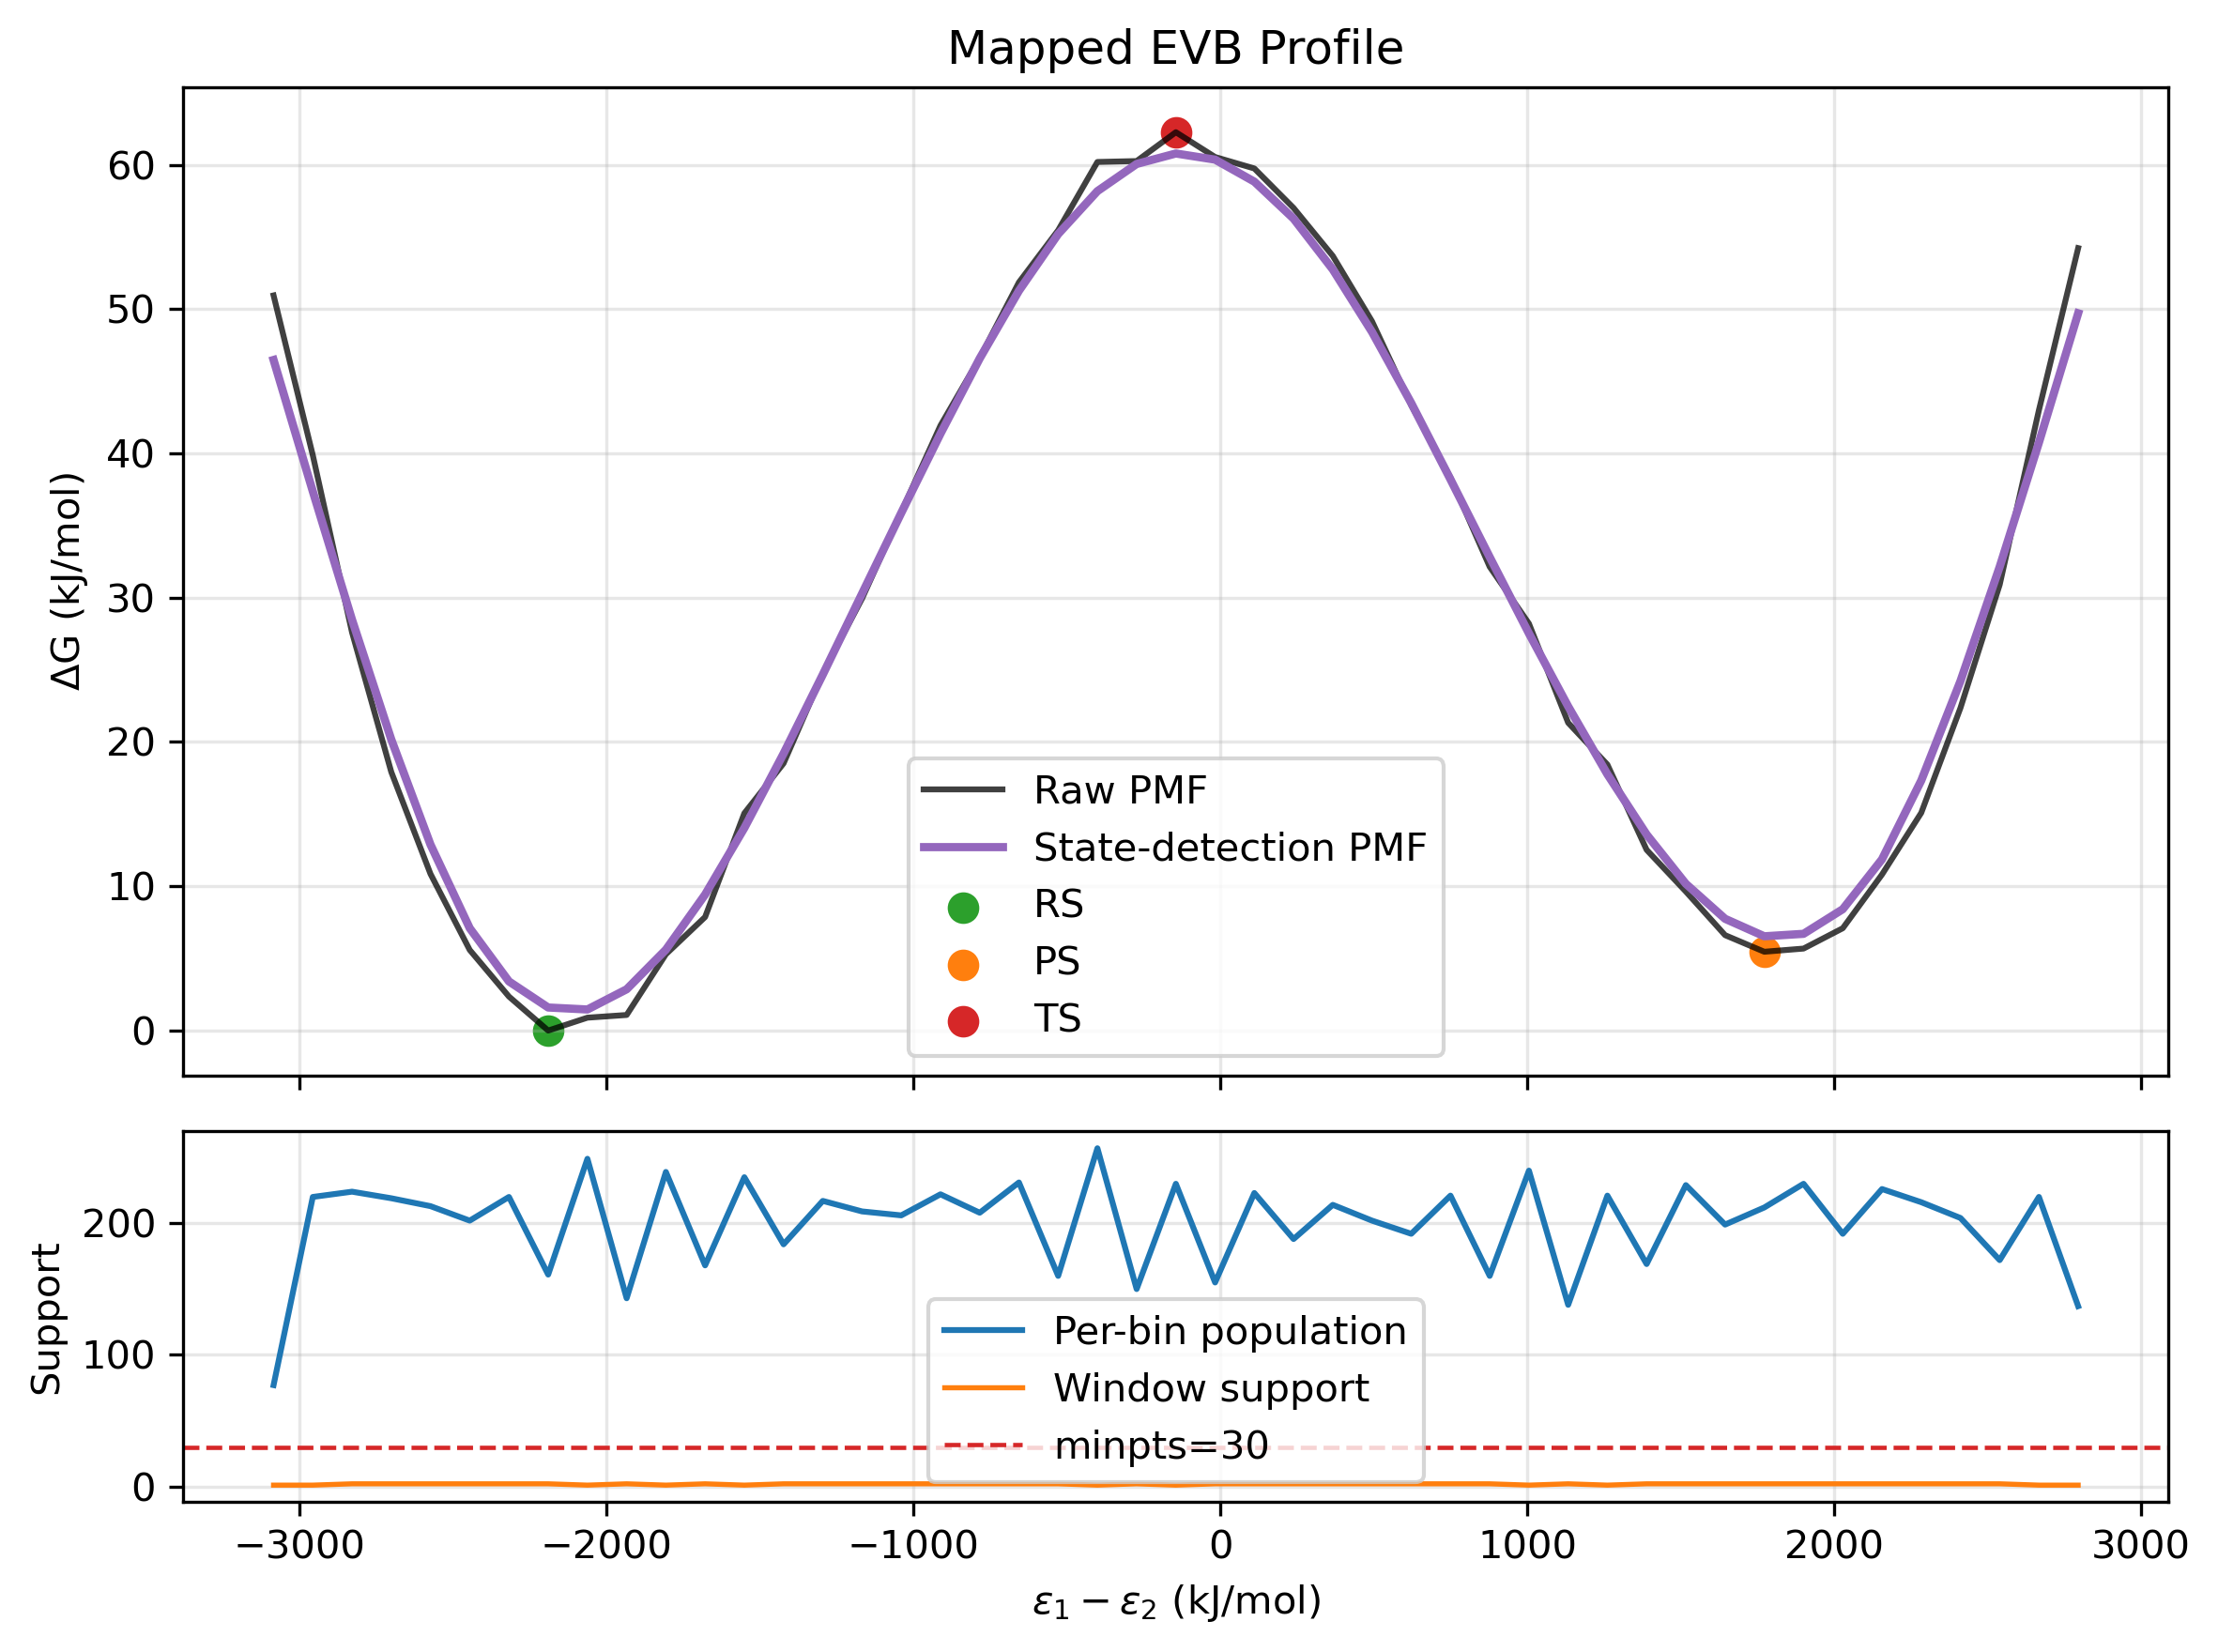 Mapped EVB Profile
ΔG (kJ/mol)
60
50
40
30
20
10
0
Raw PMF
State-detection PMF
RS
PS
TS
Support
200
100
0
Per-bin population
Window support
minpts=30
−3000 −2000 −1000 0 1000 2000 3000
ε₁ − ε₂ (kJ/mol)